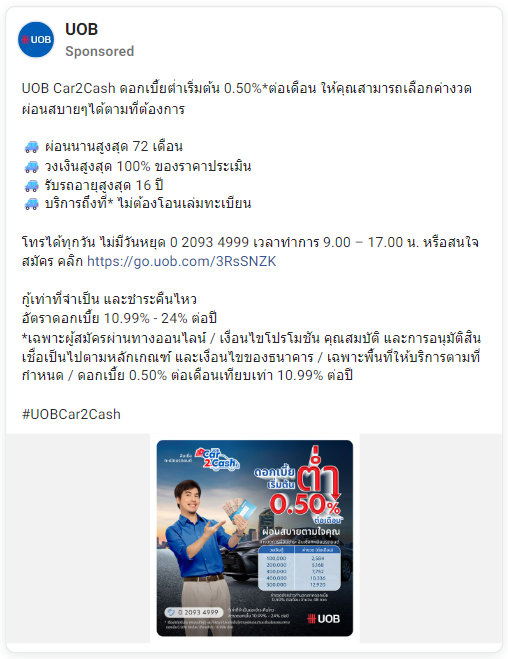 UOB
UOB
Sponsored
UOB Car2Cash ดอกเบี้ยต่ำเริ่มต้น 0.50%*ต่อเดือน ให้คุณสามารถเลือกค่างวด
ผ่อนสบายๆได้ตามที่ต้องการ
ผ่อนนานสูงสุด 72 เดือน
วงเงินสูงสุด 100% ของราคาประเมิน
รับรถอายุสูงสุด 16 ปี
บริการถึงที่* ไม่ต้องโอนเล่มทะเบียน
โทรได้ทุกวัน ไม่มีวันหยุด 0 2093 4999 เวลาทำการ 9.00 – 17.00 น. หรือสนใจ
สมัคร คลิก https://go.uob.com/3RsSNZK
กู้เท่าที่จำเป็น และชำระคืนไหว
อัตราดอกเบี้ย 10.99% - 24% ต่อปี
*เฉพาะผู้สมัครผ่านทางออนไลน์ / เงื่อนไขโปรโมชัน คุณสมบัติ และการอนุมัติสิน
เชื่อเป็นไปตามหลักเกณฑ์ และเงื่อนไขของธนาคาร / เฉพาะพื้นที่ให้บริการตามที่
กำหนด / ดอกเบี้ย 0.50% ต่อเดือนเทียบเท่า 10.99% ต่อปี
#UOBCar2Cash
Car
2Cash
ดอกเบี้ย
เริ่มต้น ต่ำ
0.50%
ต่อเดือน
ผ่อนสบายตามใจคุณ
100,000 2,584
200,000 5,168
300,000 7,752
400,000 10,336
500,000 12,920
0 2093 4999
UOB